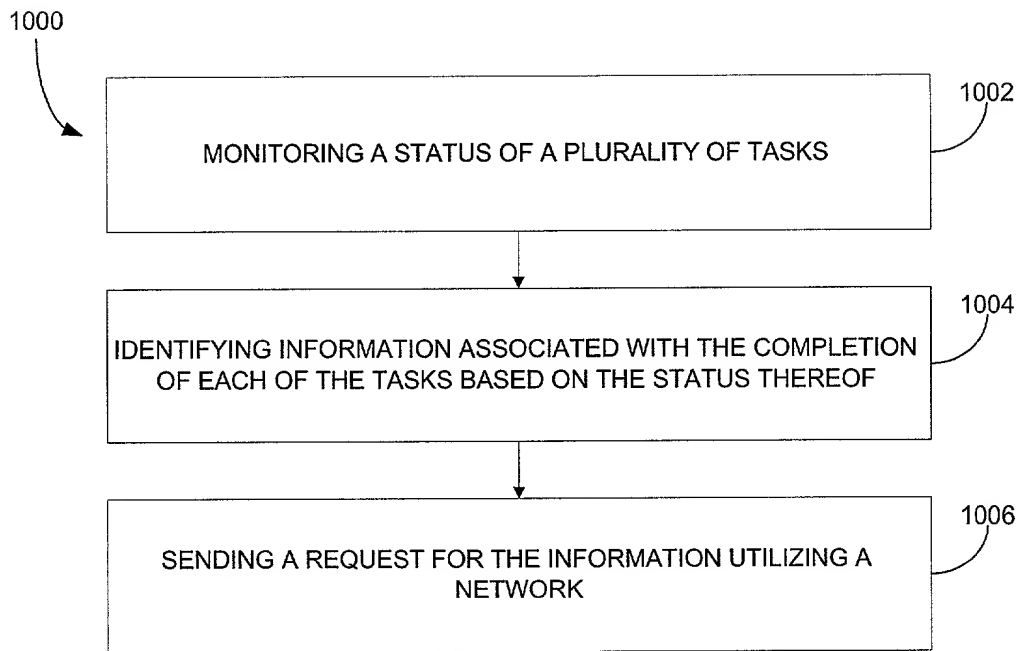 1000
1002
MONITORING A STATUS OF A PLURALITY OF TASKS
1004
IDENTIFYING INFORMATION ASSOCIATED WITH THE COMPLETION
OF EACH OF THE TASKS BASED ON THE STATUS THEREOF
1006
SENDING A REQUEST FOR THE INFORMATION UTILIZING A
NETWORK